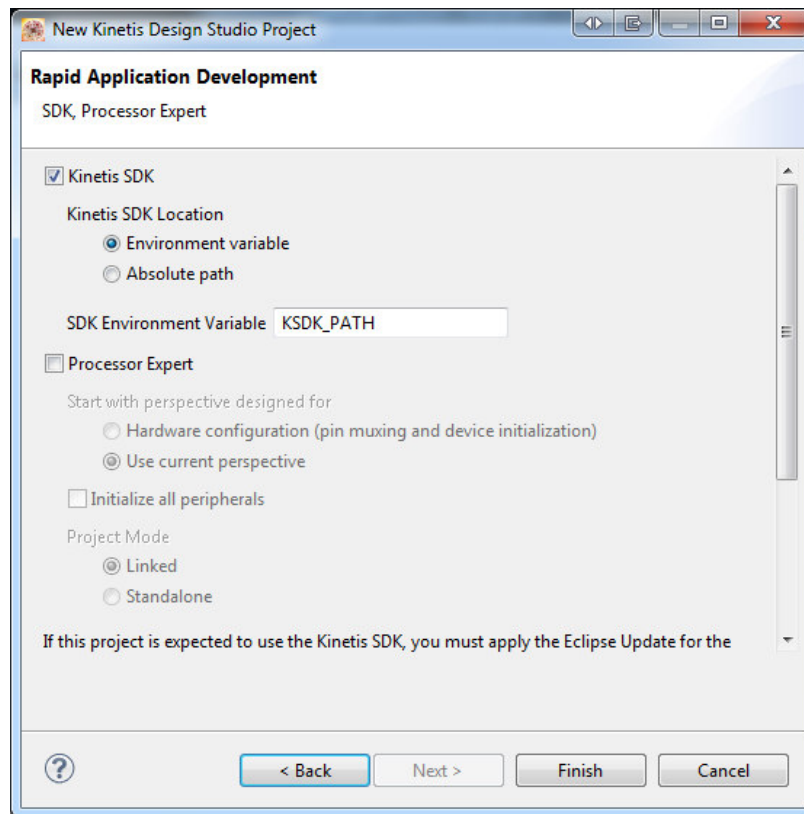 New Kinetis Design Studio Project
Rapid Application Development
SDK, Processor Expert
Kinetis SDK
Kinetis SDK Location
Environment variable
Absolute path
SDK Environment Variable KSDK_PATH
Processor Expert
Start with perspective designed for
Hardware configuration (pin muxing and device initialization)
Use current perspective
Initialize all peripherals
Project Mode
Linked
Standalone
If this project is expected to use the Kinetis SDK, you must apply the Eclipse Update for the
? < Back Next > Finish Cancel